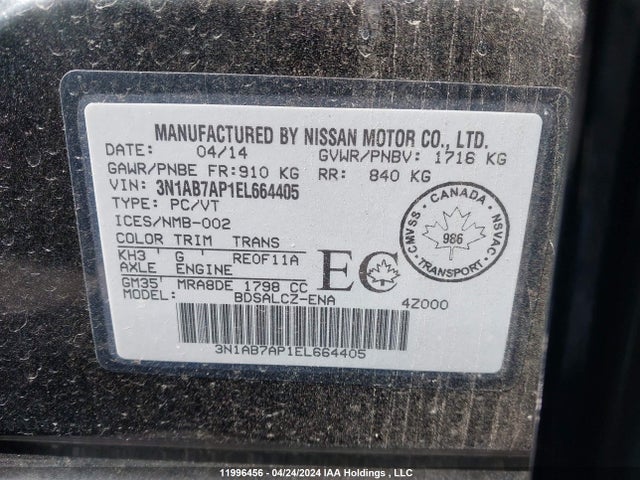 MANUFACTURED BY NISSAN MOTOR CO., LTD.
DATE: 04/14 GVWR/PNBV: 1716 KG
GAWR/PNBE FR: 910 KG RR: 840 KG
VIN: 3N1AB7AP1EL664405
TYPE: PC/VT
ICES/NMB-002
COLOR TRIM TRANS
KH3 G REOF11A
AXLE ENGINE
GM35 MRA8DE 1798 CC
MODEL: BDSALCZ-ENA 4Z000
EC
CMVSS · CANADA · NSVAC
986
TRANSPORT
3N1AB7AP1EL664405
11996456 - 04/24/2024 IAA Holdings , LLC